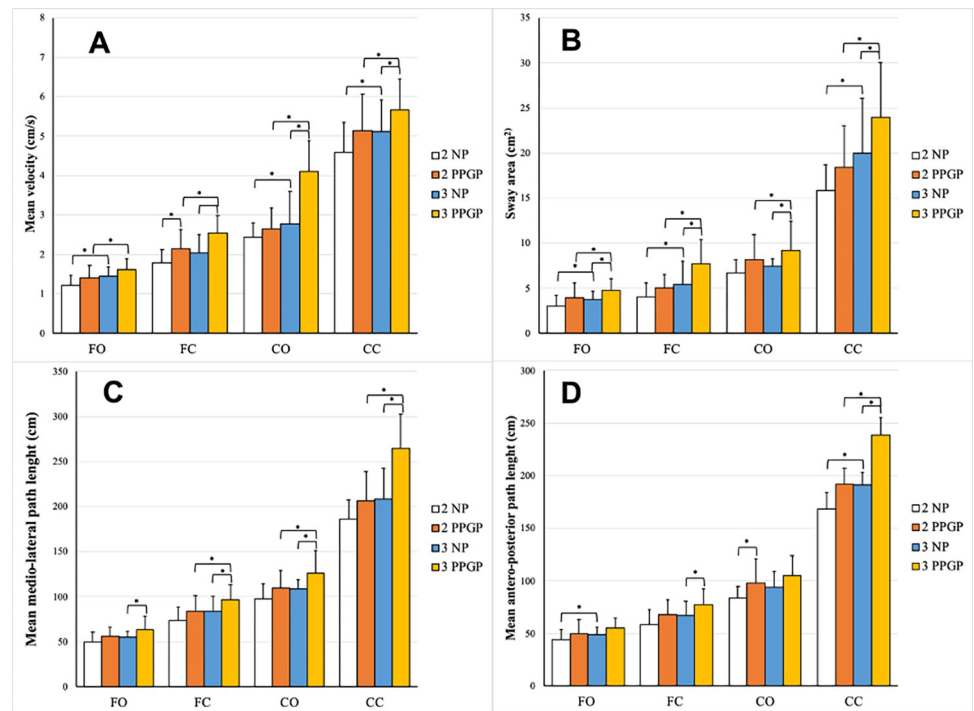 A
Mean velocity (cm/s)
8
7
6
5
4
3
2
1
0
* * * * * * * * * * *
FO FC CO CC
2 NP
2 PPGP
3 NP
3 PPGP
B
Sway area (cm²)
35
30
25
20
15
10
5
0
* * * * * * * * * * *
FO FC CO CC
2 NP
2 PPGP
3 NP
3 PPGP
C
Mean medio-lateral path lenght (cm)
350
300
250
200
150
100
50
0
* * * * * * *
FO FC CO CC
2 NP
2 PPGP
3 NP
3 PPGP
D
Mean antero-posterior path lenght (cm)
300
250
200
150
100
50
0
* * * * * *
FO FC CO CC
2 NP
2 PPGP
3 NP
3 PPGP